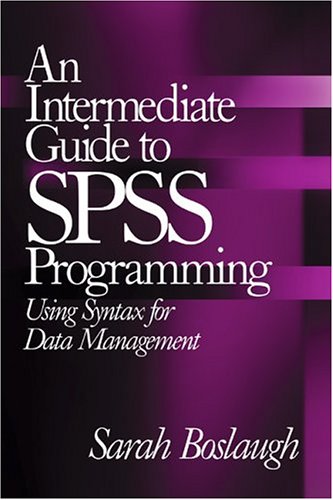 An
Intermediate
Guide to
SPSS
Programming
Using Syntax for
Data Management
Sarah Boslaugh